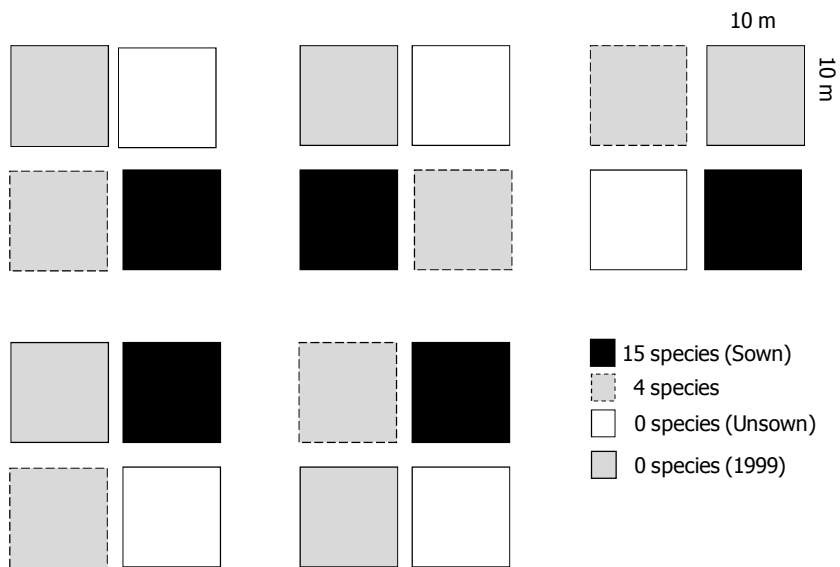 10 m
10 m
15 species (Sown)
4 species
0 species (Unsown)
0 species (1999)